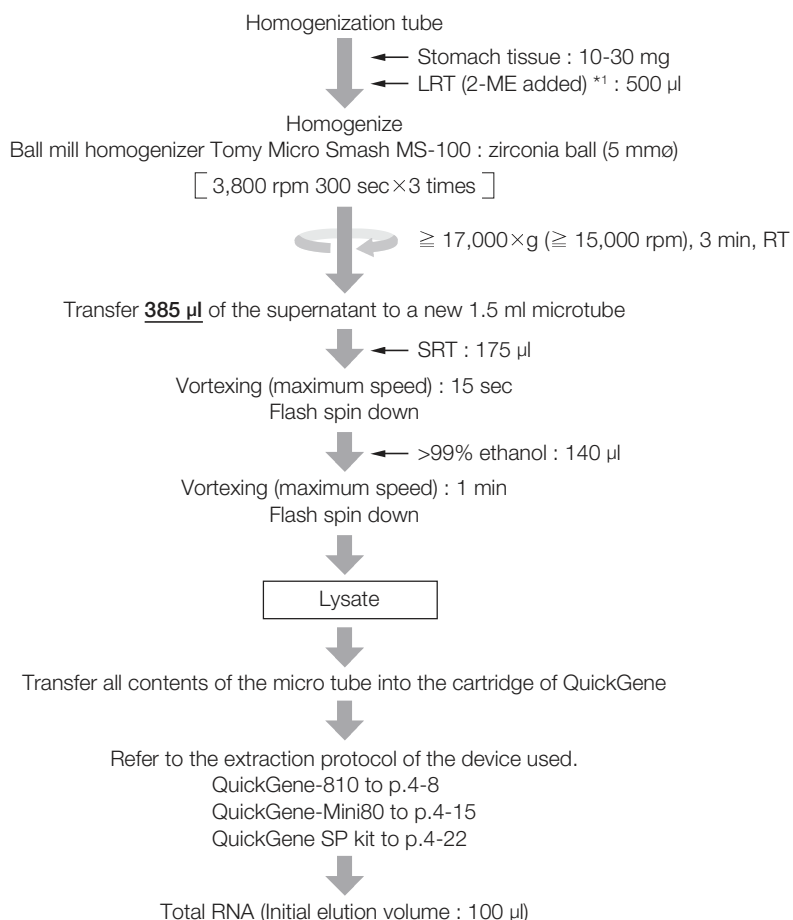 Homogenization tube
Stomach tissue : 10-30 mg
LRT (2-ME added) *1 : 500 μl
Homogenize
Ball mill homogenizer Tomy Micro Smash MS-100 : zirconia ball (5 mmø)
[ 3,800 rpm 300 sec×3 times ]
≧ 17,000×g (≧ 15,000 rpm), 3 min, RT
Transfer 385 μl of the supernatant to a new 1.5 ml microtube
SRT : 175 μl
Vortexing (maximum speed) : 15 sec
Flash spin down
>99% ethanol : 140 μl
Vortexing (maximum speed) : 1 min
Flash spin down
Lysate
Transfer all contents of the micro tube into the cartridge of QuickGene
Refer to the extraction protocol of the device used.
QuickGene-810 to p.4-8
QuickGene-Mini80 to p.4-15
QuickGene SP kit to p.4-22
Total RNA (Initial elution volume : 100 μl)